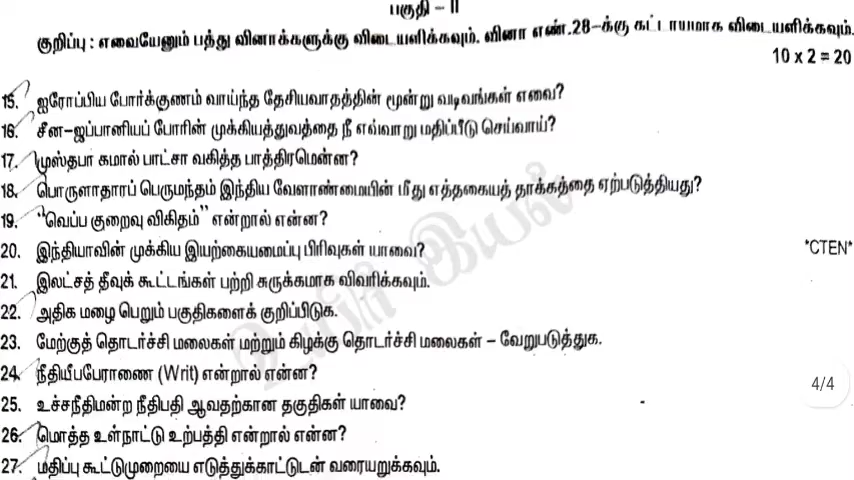 பகுதி – II
குறிப்பு : எவையேனும் பத்து வினாக்களுக்கு விடையளிக்கவும். வினா எண்.28-க்கு கட்டாயமாக விடையளிக்கவும்.
10 x 2 = 20
15. ஐரோப்பிய போர்க்குணம் வாய்ந்த தேசியவாதத்தின் மூன்று வடிவங்கள் எவை?
16. சீன-ஜப்பானியப் போரின் முக்கியத்துவத்தை நீ எவ்வாறு மதிப்பீடு செய்வாய்?
17. முஸ்தபா கமால் பாட்சா வகித்த பாத்திரமென்ன?
18. பொருளாதாரப் பெருமந்தம் இந்திய வேளாண்மையின் மீது எத்தகையத் தாக்கத்தை ஏற்படுத்தியது?
19. “வெப்ப குறைவு விகிதம்” என்றால் என்ன?
20. இந்தியாவின் முக்கிய இயற்கையமைப்பு பிரிவுகள் யாவை? *CTEN*
21. இலட்சத் தீவுக் கூட்டங்கள் பற்றி சுருக்கமாக விவரிக்கவும்.
22. அதிக மழை பெறும் பகுதிகளைக் குறிப்பிடுக.
23. மேற்குத் தொடர்ச்சி மலைகள் மற்றும் கிழக்கு தொடர்ச்சி மலைகள் – வேறுபடுத்துக.
24. நீதியீபபேராணை (Writ) என்றால் என்ன?
4/4
25. உச்சநீதிமன்ற நீதிபதி ஆவதற்கான தகுதிகள் யாவை?
26. மொத்த உள்நாட்டு உற்பத்தி என்றால் என்ன?
27. மதிப்பு கூட்டுமுறையை எடுத்துக்காட்டுடன் வரையறுக்கவும்.